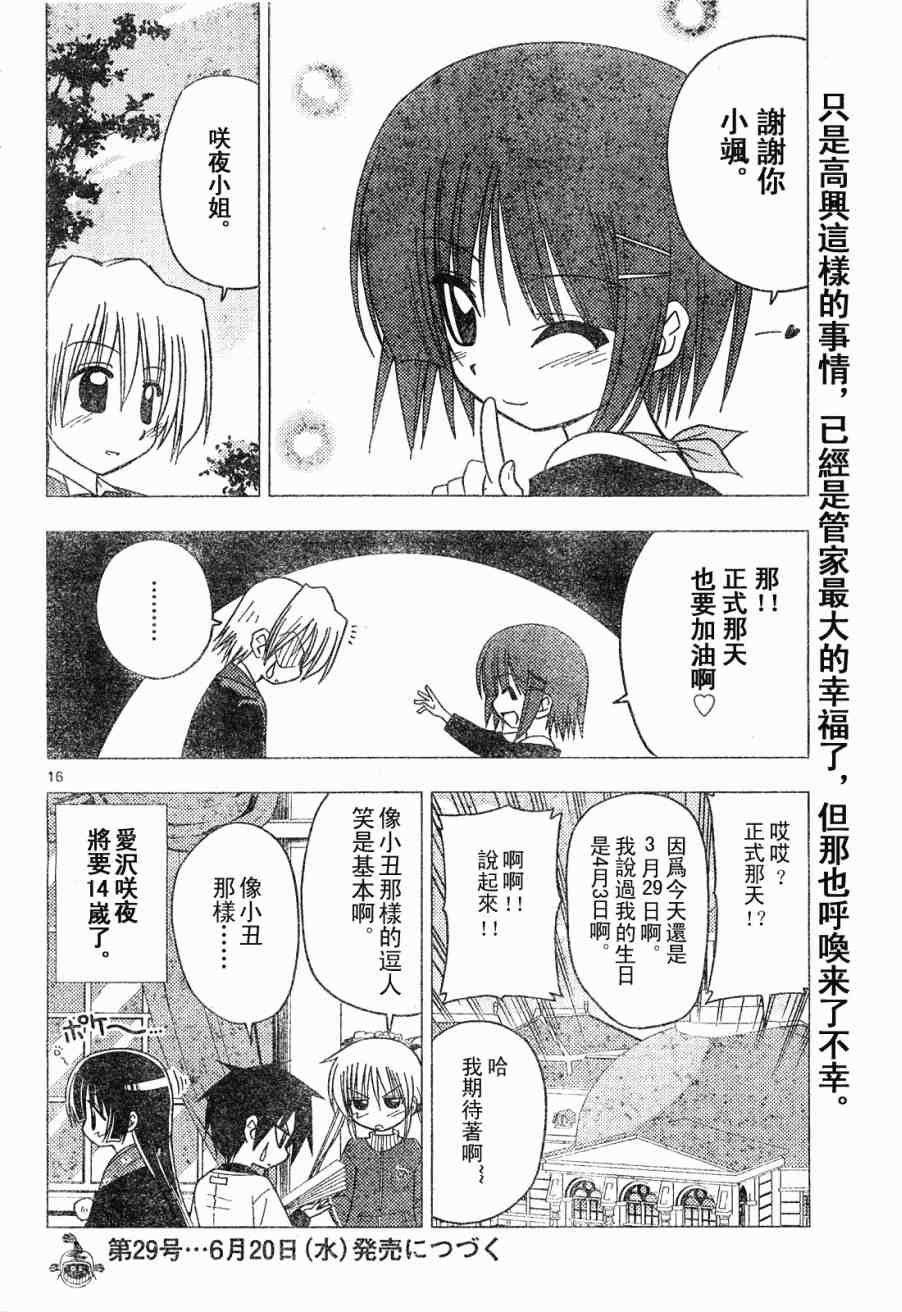 只是高興這樣的事情，已經是管家最大的幸福了，但那也呼喚来了不幸。
謝謝你
小颯。
咲夜小姐。
那!!
正式那天
也要加油啊♡
………
16
哎哎？
正式那天!?
因爲今天還是
3月29日啊。
我說過我的生日
是4月3日啊。
啊啊!!
說起來!!
哈
我期待著啊~
像小丑那樣的逗人
笑是基本啊。
像小丑
那樣……
愛沢咲夜
將要14嵗了。
ポケ～…
第29号…6月20日(水)発売につづく